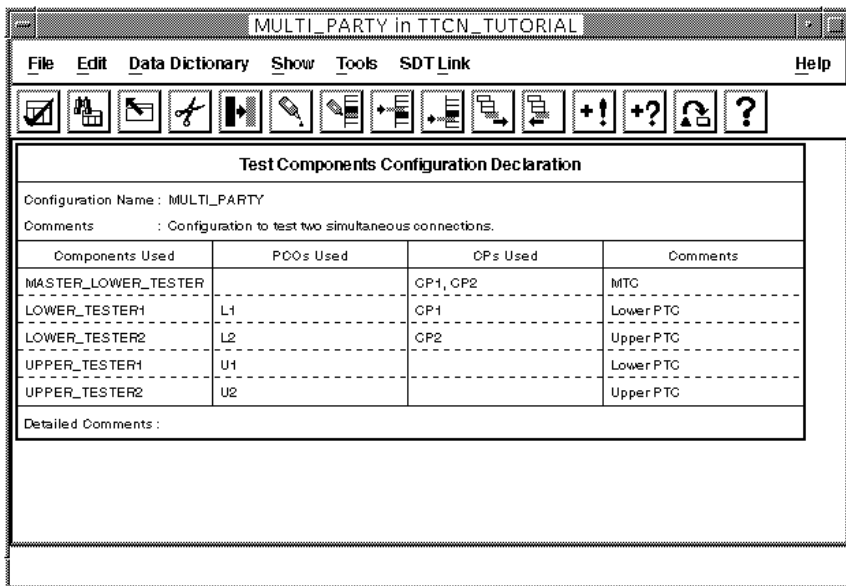 MULTI_PARTY in TTCN_TUTORIAL
File Edit Data Dictionary Show Tools SDT Link Help
+! +? ?
Test Components Configuration Declaration
Configuration Name : MULTI_PARTY
Comments : Configuration to test two simultaneous connections.
Components Used PCOs Used CPs Used Comments
MASTER_LOWER_TESTER CP1, CP2 MTC
LOWER_TESTER1 L1 CP1 Lower PTC
LOWER_TESTER2 L2 CP2 Upper PTC
UPPER_TESTER1 U1 Lower PTC
UPPER_TESTER2 U2 Upper PTC
Detailed Comments :